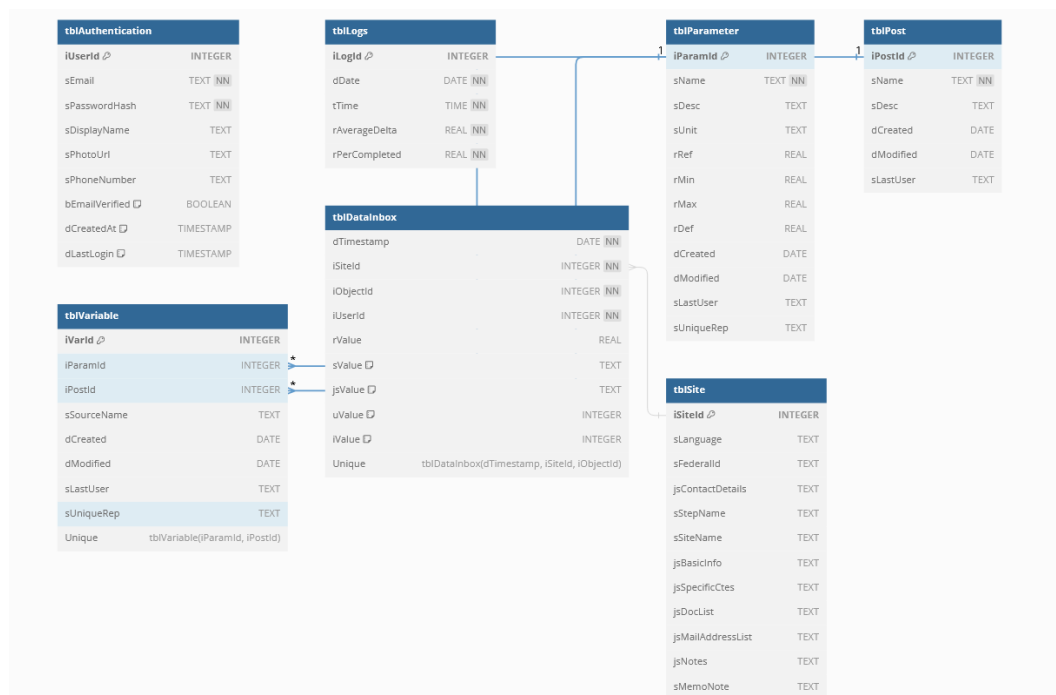 tblAuthentication
iUserId INTEGER
sEmail TEXT NN
sPasswordHash TEXT NN
sDisplayName TEXT
sPhotoUrl TEXT
sPhoneNumber TEXT
bEmailVerified BOOLEAN
dCreatedAt TIMESTAMP
dLastLogin TIMESTAMP
tblLogs
iLogId INTEGER
dDate DATE NN
tTime TIME NN
rAverageDelta REAL NN
rPerCompleted REAL NN
tblParameter
1
iParamId INTEGER
sName TEXT NN
sDesc TEXT
sUnit TEXT
rRef REAL
rMin REAL
rMax REAL
rDef REAL
dCreated DATE
dModified DATE
sLastUser TEXT
sUniqueRep TEXT
tblPost
1
iPostId INTEGER
sName TEXT NN
sDesc TEXT
dCreated DATE
dModified DATE
sLastUser TEXT
tblDataInbox
dTimestamp DATE NN
iSiteId INTEGER NN
iObjectId INTEGER NN
iUserId INTEGER NN
rValue REAL
sValue TEXT
jsValue TEXT
uValue INTEGER
iValue INTEGER
Unique tblDataInbox(dTimestamp, iSiteId, iObjectId)
tblVariable
iVarId INTEGER
iParamId INTEGER *
iPostId INTEGER *
sSourceName TEXT
dCreated DATE
dModified DATE
sLastUser TEXT
sUniqueRep TEXT
Unique tblVariable(iParamId, iPostId)
tblSite
iSiteId INTEGER
sLanguage TEXT
sFederalId TEXT
jsContactDetails TEXT
sStepName TEXT
sSiteName TEXT
jsBasicInfo TEXT
jsSpecificCtes TEXT
jsDocList TEXT
jsMailAddressList TEXT
jsNotes TEXT
sMemoNote TEXT